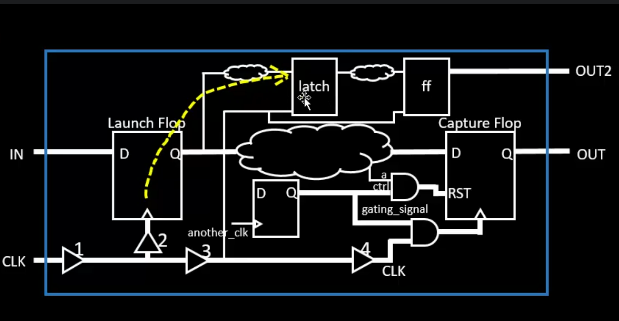 OUT2
latch
ff
Launch Flop
Capture Flop
IN
D
Q
D
Q
OUT
a
ctrl
D
Q
RST
gating_signal
another_clk
1
2
3
4
CLK
CLK